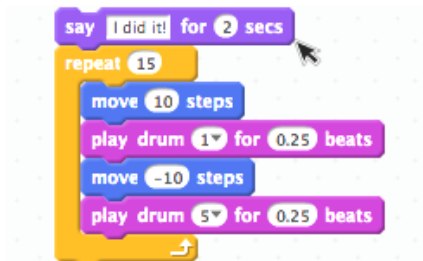 say I did it! for 2 secs
repeat 15
move 10 steps
play drum 1 for 0.25 beats
move -10 steps
play drum 5 for 0.25 beats